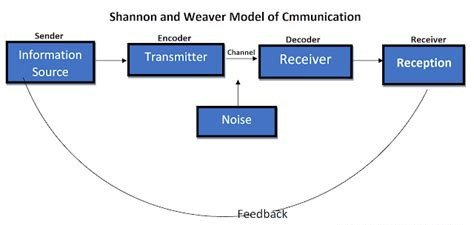 Shannon and Weaver Model of Cmmunication
Sender
Encoder
Decoder
Receiver
Information
Source
Transmitter
Channel
Receiver
Reception
Noise
Feedback